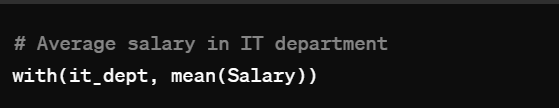 # Average salary in IT department
with(it_dept, mean(Salary))